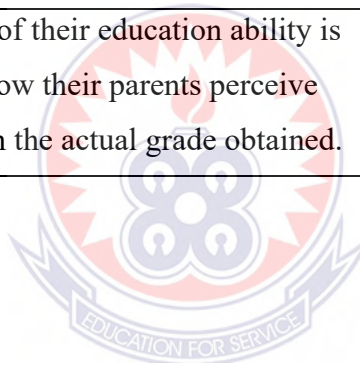 of their education ability is
ow their parents perceive
n the actual grade obtained.
EDUCATION FOR SERVICE